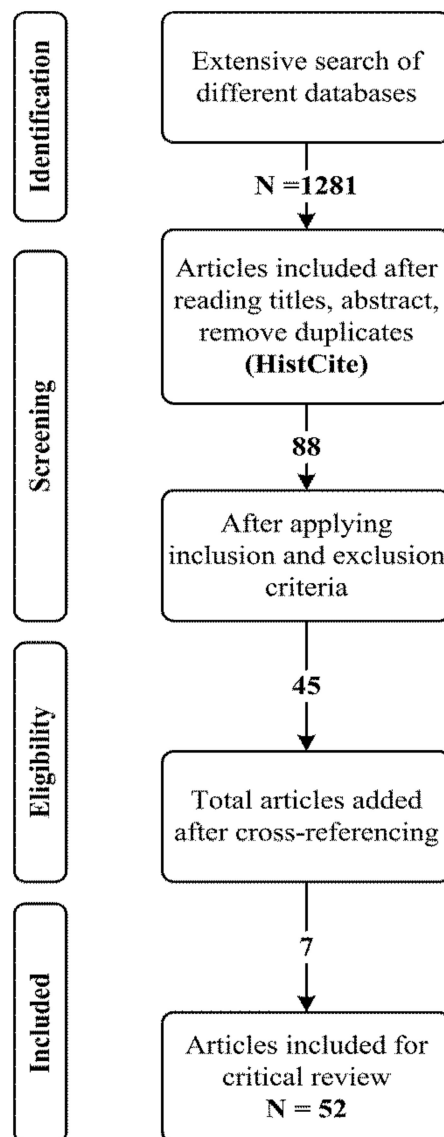 Identification
Extensive search of
different databases
N =1281
Screening
Articles included after
reading titles, abstract,
remove duplicates
(HistCite)
88
After applying
inclusion and exclusion
criteria
45
Eligibility
Total articles added
after cross-referencing
7
Included
Articles included for
critical review
N = 52